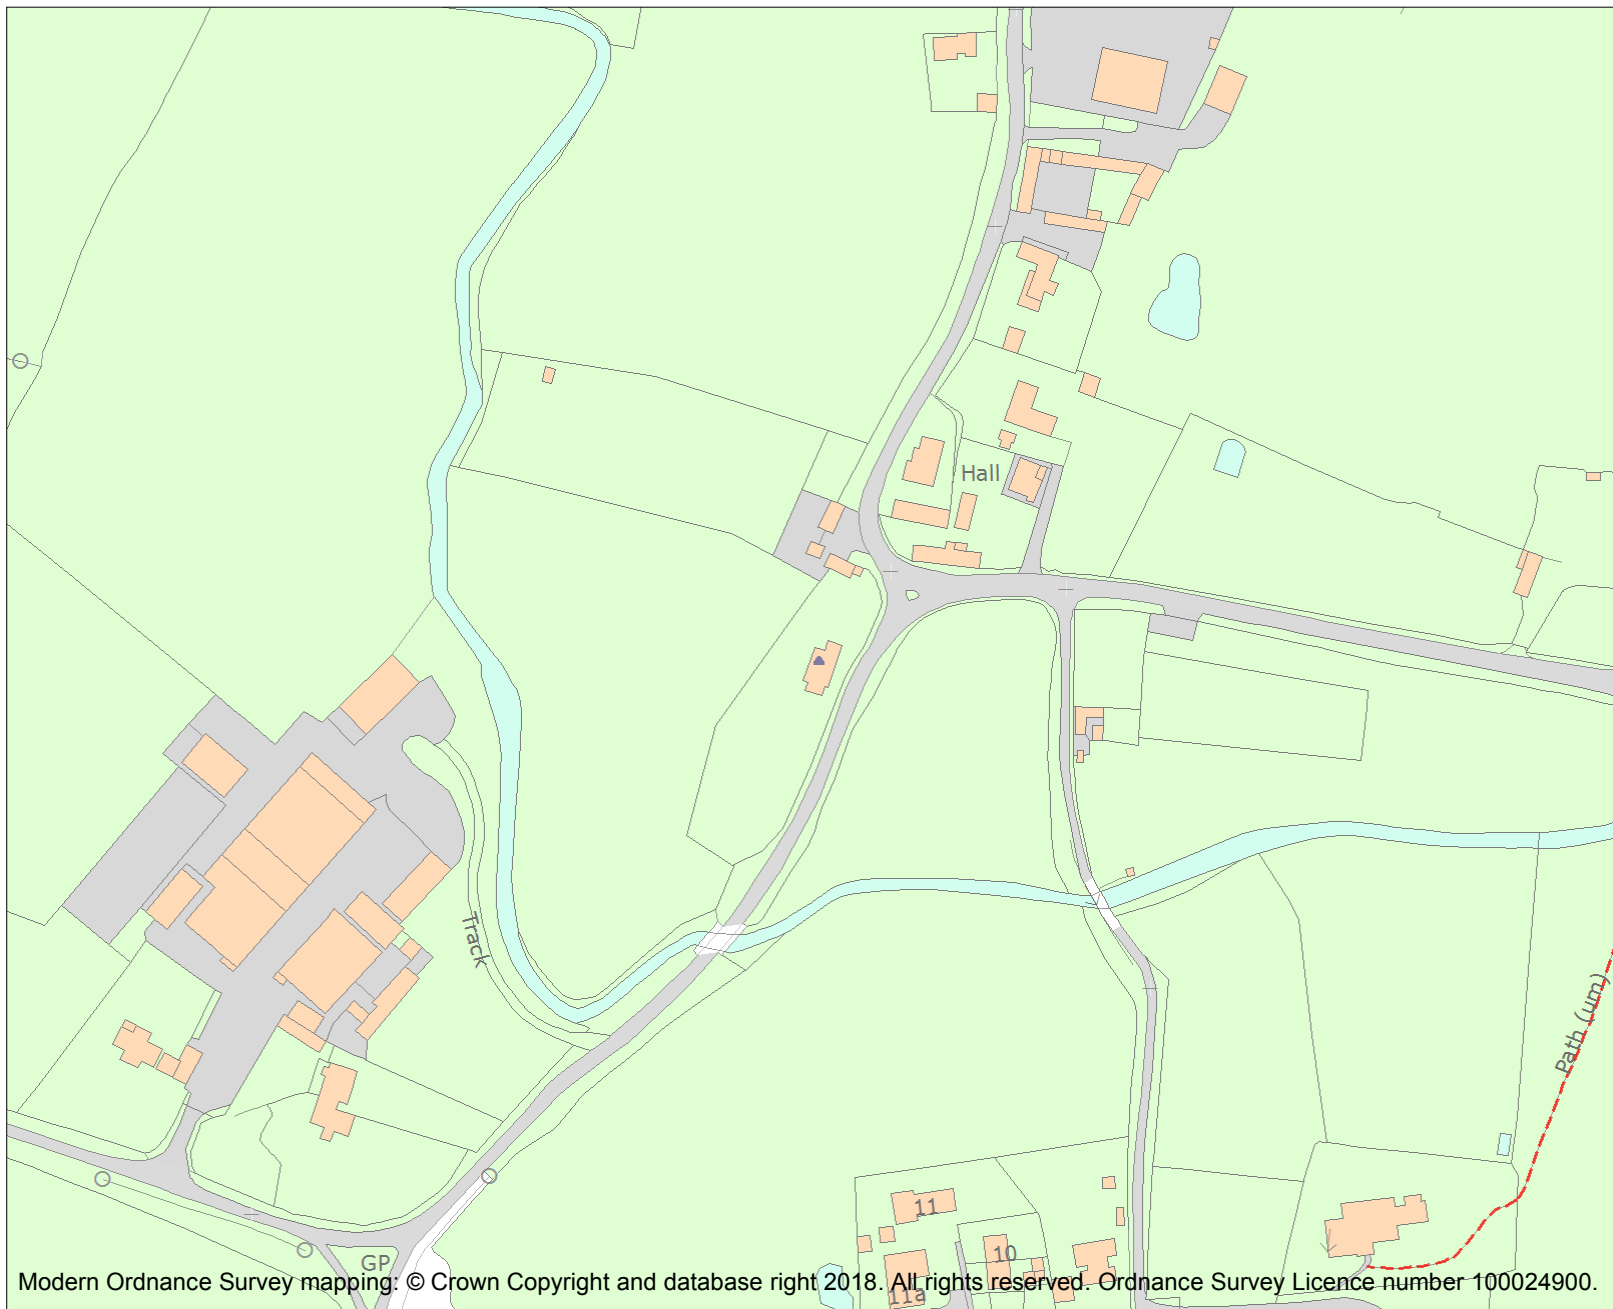 Hall
Track
Path (um)
11
10
GP
11a
Modern Ordnance Survey mapping: © Crown Copyright and database right 2018. All rights reserved. Ordnance Survey Licence number 100024900.